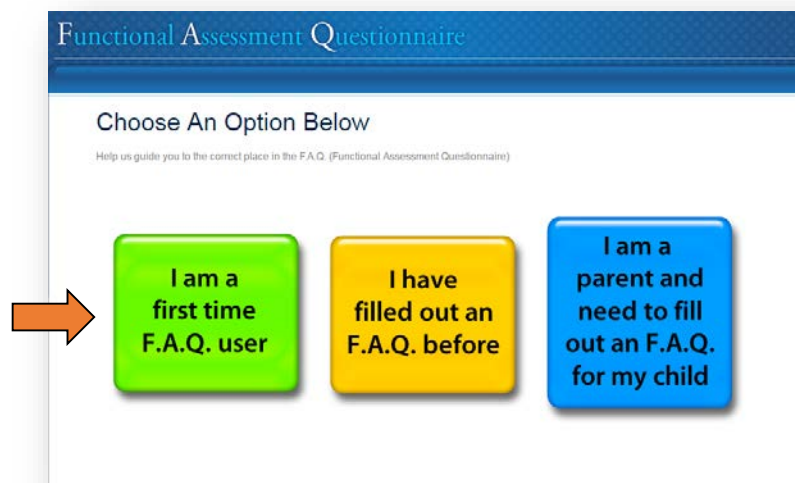 Functional Assessment Questionnaire
Choose An Option Below
Help us guide you to the correct place in the F.A.Q. (Functional Assessment Questionnaire)
I am a
first time
F.A.Q. user
I have
filled out an
F.A.Q. before
I am a
parent and
need to fill
out an F.A.Q.
for my child